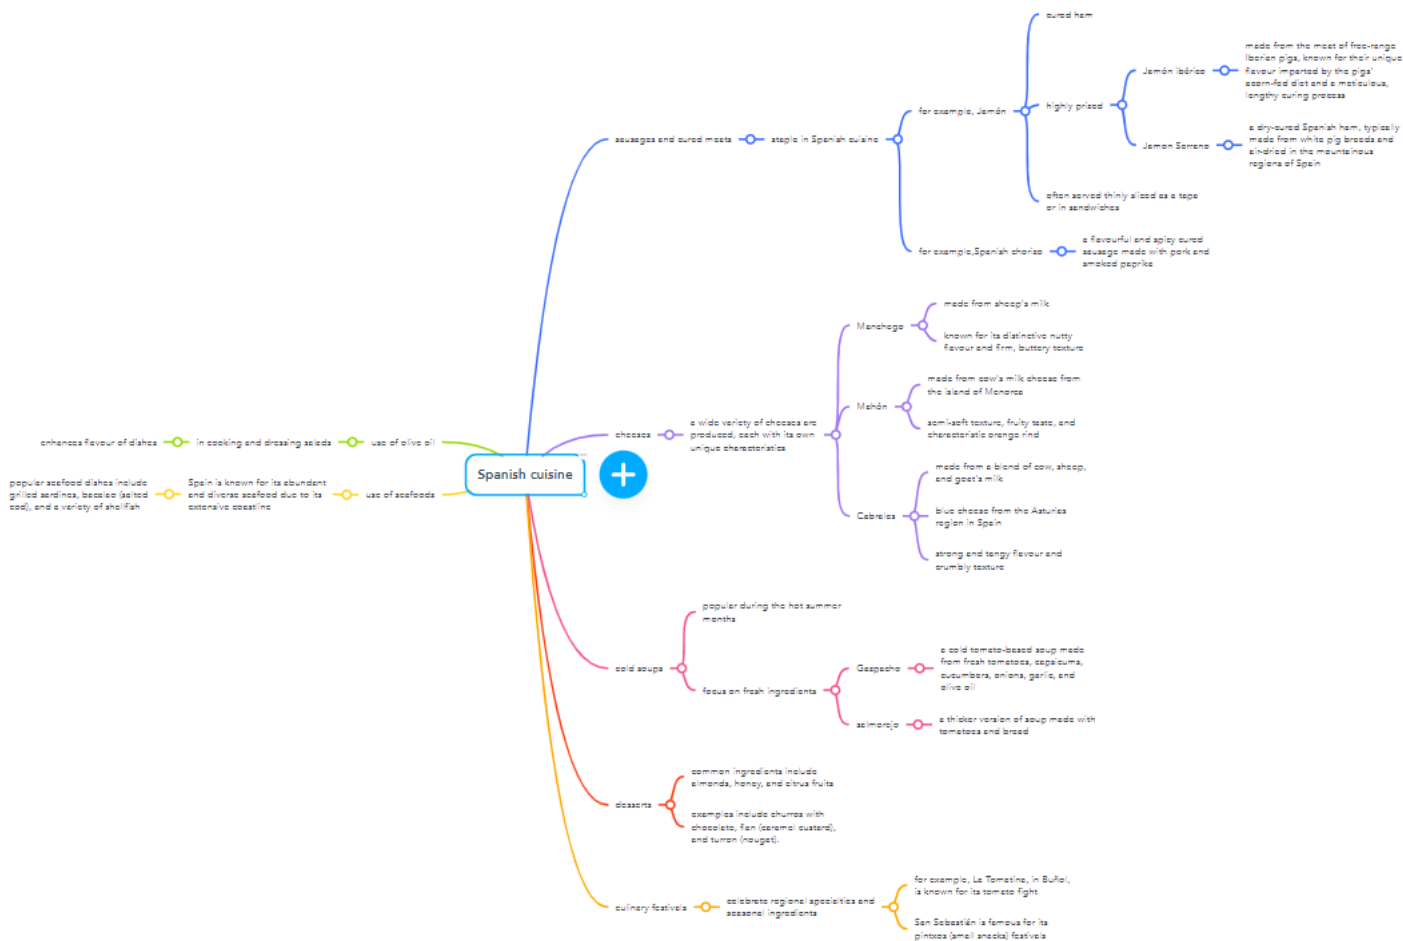 cured ham
made from the meat of free-range
Iberian pigs, known for their unique
flavour imparted by the pigs'
acorn-fed diet and a meticulous,
lengthy curing process
Jamón ibérico
highly prized
for example, Jamón
a dry-cured Spanish ham, typically
made from white pig breeds and
air-dried in the mountainous
regions of Spain
Jamon Serrano
sausages and cured meats
staple in Spanish cuisine
often served thinly sliced as a tapa
or in sandwiches
for example,Spanish chorizo
a flavourful and spicy cured
sausage made with pork and
smoked paprika
made from sheep's milk
Manchego
known for its distinctive nutty
flavour and firm, buttery texture
made from cow's milk cheese from
the island of Menorca
Mahón
semi-soft texture, fruity taste, and
characteristic orange rind
cheeses
a wide variety of cheeses are
produced, each with its own
unique characteristics
made from a blend of cow, sheep,
and goat's milk
Cabrales
blue cheese from the Asturias
region in Spain
strong and tangy flavour and
crumbly texture
enhances flavour of dishes
in cooking and dressing salads
use of olive oil
Spanish cuisine
popular seafood dishes include
grilled sardines, bacalao (salted
cod), and a variety of shellfish
Spain is known for its abundant
and diverse seafood due to its
extensive coastline
use of seafoods
popular during the hot summer
months
cold soups
focus on fresh ingredients
Gazpacho
a cold tomato-based soup made
from fresh tomatoes, capsicums,
cucumbers, onions, garlic, and
olive oil
salmorejo
a thicker version of soup made with
tomatoes and bread
common ingredients include
almonds, honey, and citrus fruits
desserts
examples include churros with
chocolate, flan (caramel custard),
and turron (nougat).
culinary festivals
celebrate regional specialties and
seasonal ingredients
for example, La Tomatina, in Buñol,
is known for its tomato fight
San Sebastián is famous for its
pintxos (small snacks) festivals